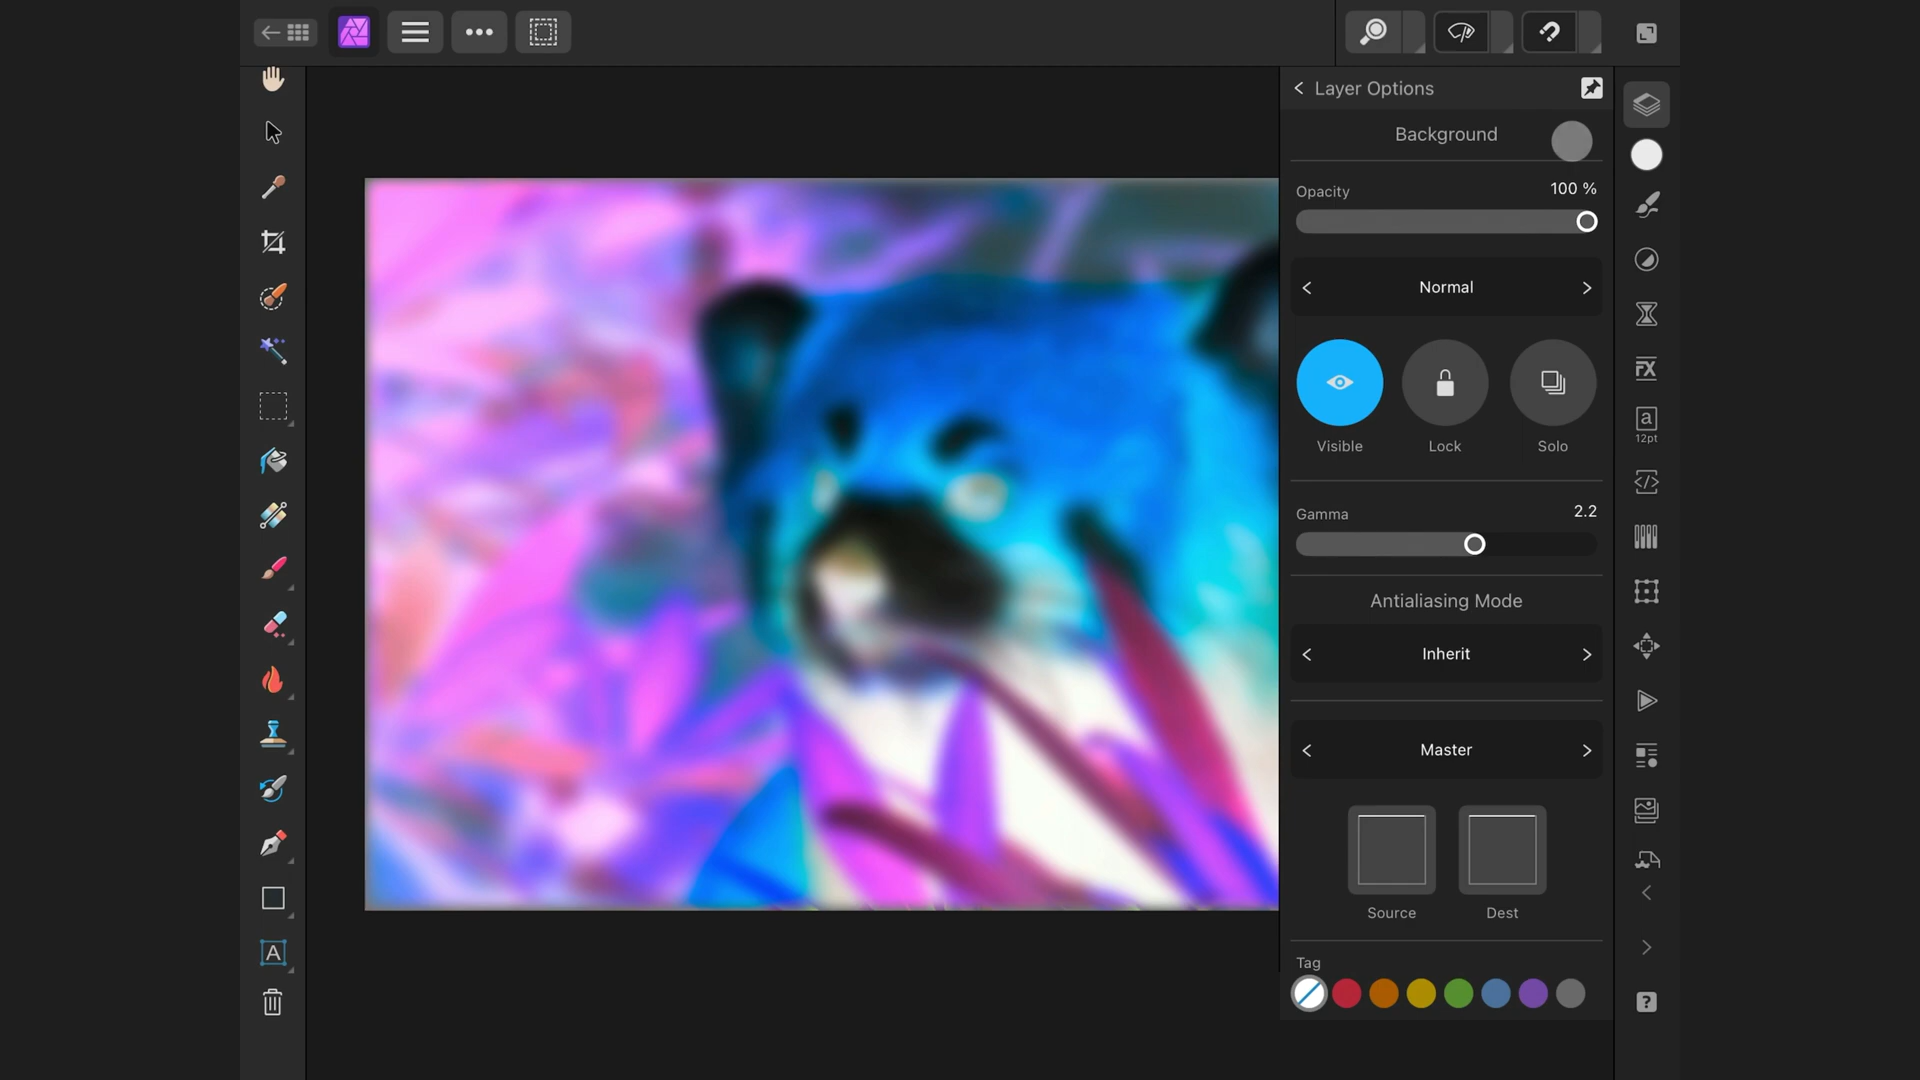 Layer Options
Background
Opacity
100 %
Normal
Visible
Lock
Solo
Gamma
2.2
Antialiasing Mode
Inherit
Master
Source
Dest
Tag
FX
a
12pt
A
?